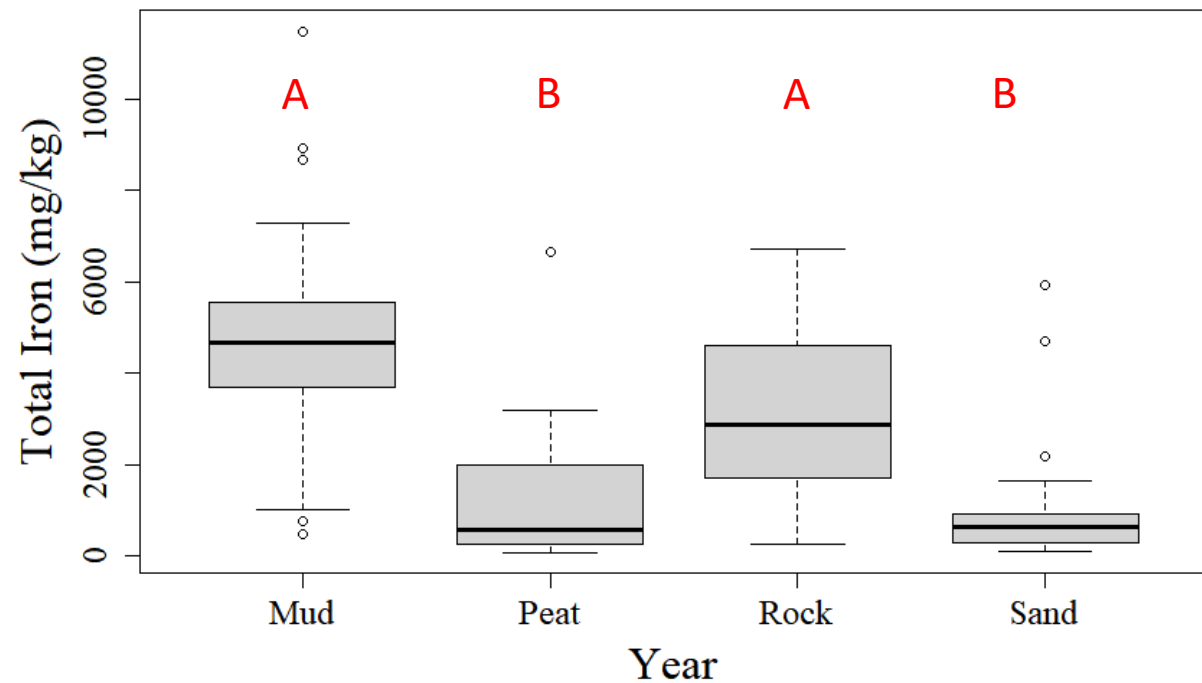 A B A B
Total Iron (mg/kg)
10000
6000
2000
0
Mud Peat Rock Sand
Year